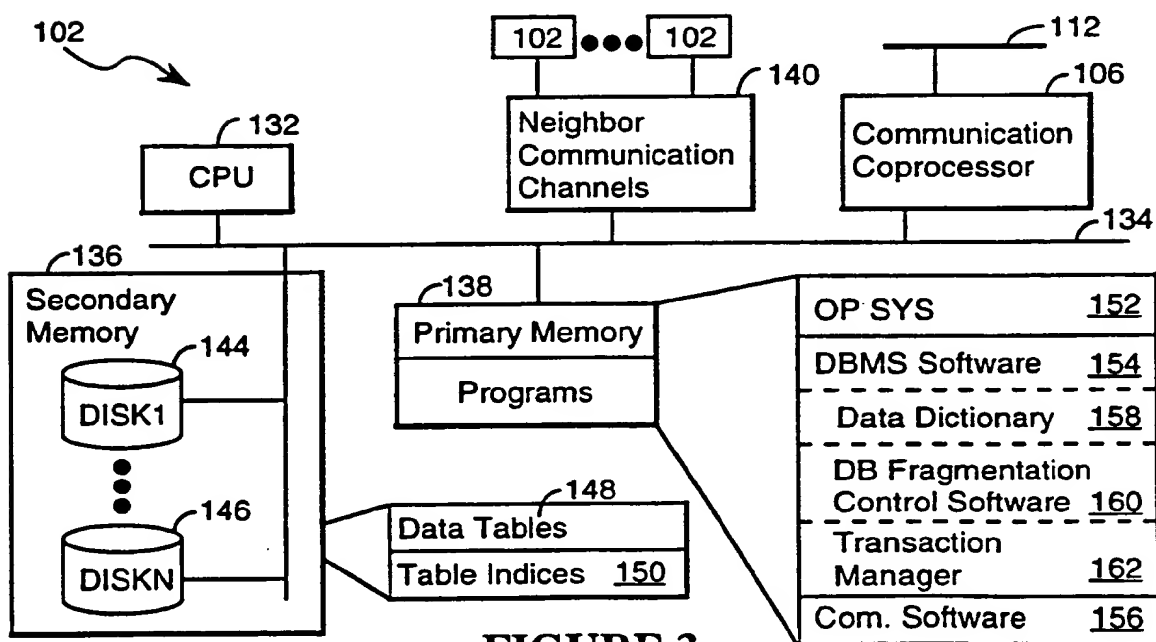 102
102 ●●● 102
112
140
106
132
CPU
Neighbor
Communication
Channels
Communication
Coprocessor
134
136
Secondary
Memory
144
DISK1
146
DISKN
138
Primary Memory
Programs
148
Data Tables
Table Indices 150
OP SYS 152
DBMS Software 154
Data Dictionary 158
DB Fragmentation
Control Software 160
Transaction
Manager 162
Com. Software 156
FIGURE 3